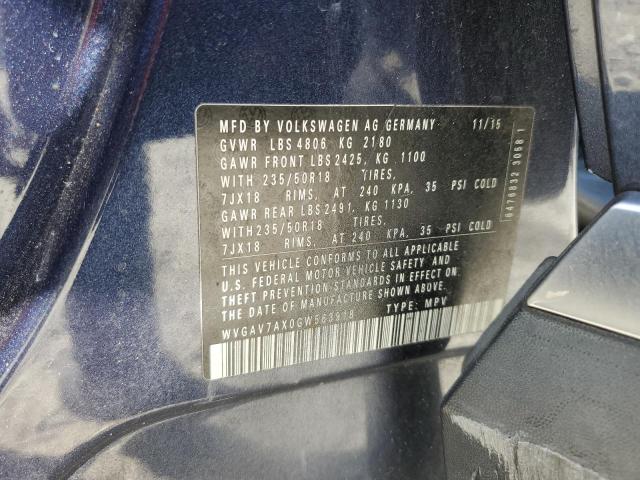 MFD BY VOLKSWAGEN AG GERMANY 11/15
GVWR LBS 4806 KG 2180
GAWR FRONT LBS 2425, KG 1100
WITH 235/50R18 TIRES,
7JX18 RIMS, AT 240 KPA, 35 PSI COLD
GAWR REAR LBS 2491, KG 1130
WITH 235/50R18 TIRES,
7JX18 RIMS, AT 240 KPA, 35 PSI COLD
THIS VEHICLE CONFORMS TO ALL APPLICABLE
U.S. FEDERAL MOTOR VEHICLE SAFETY AND
THEFT PREVENTION STANDARDS IN EFFECT ON
THE DATE OF MANUFACTURE SHOWN ABOVE.
WVGAV7AX0GW563918 TYPE: MPV
6476832 3058 1